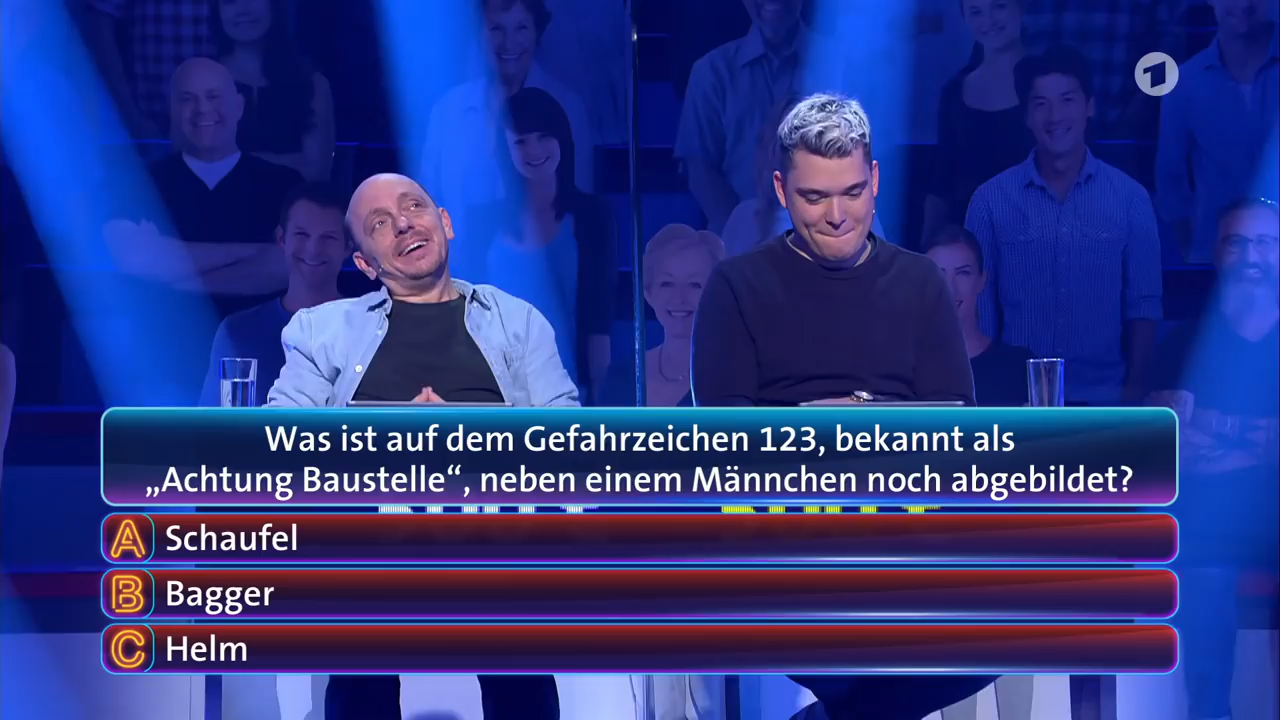 Was ist auf dem Gefahrzeichen 123, bekannt als
„Achtung Baustelle“, neben einem Männchen noch abgebildet?
A Schaufel
B Bagger
C Helm